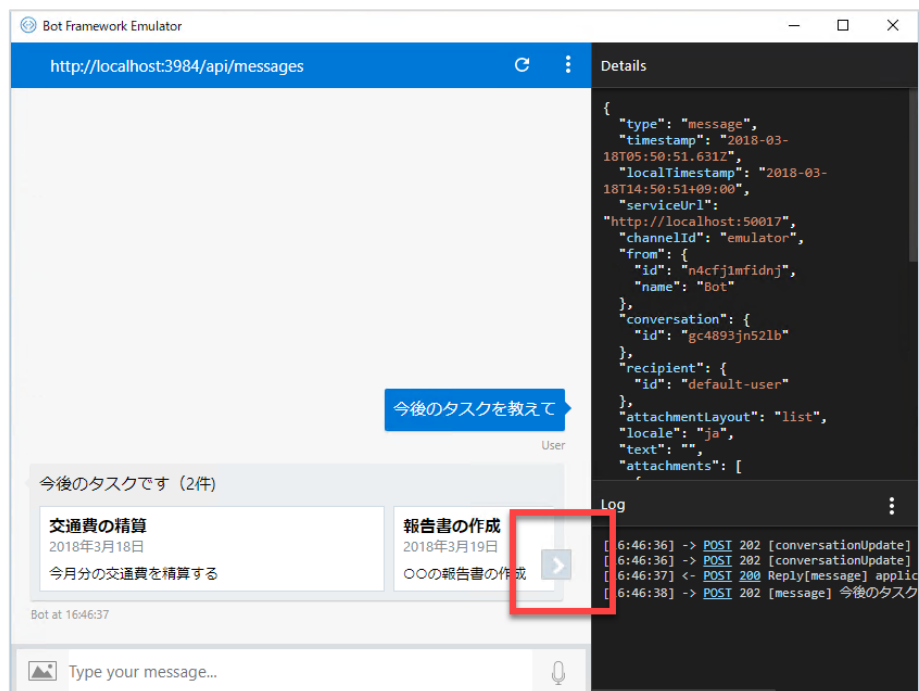 Bot Framework Emulator
http://localhost:3984/api/messages
Details
{
"type": "message",
"timestamp": "2018-03-
18T05:50:51.631Z",
"localTimestamp": "2018-03-
18T14:50:51+09:00",
"serviceUrl":
"http://localhost:50017",
"channelId": "emulator",
"from": {
"id": "n4cfj1mfidnj",
"name": "Bot"
},
"conversation": {
"id": "gc4893jn52lb"
},
"recipient": {
"id": "default-user"
},
"attachmentLayout": "list",
"locale": "ja",
"text": "",
"attachments": [
今後のタスクを教えて
User
今後のタスクです（2件)
交通費の精算
2018年3月18日
今月分の交通費を精算する
報告書の作成
2018年3月19日
○○の報告書の作成
Bot at 16:46:37
Type your message...
Log
[16:46:36] -> POST 202 [conversationUpdate]
[16:46:36] -> POST 202 [conversationUpdate]
[16:46:37] <- POST 200 Reply[message] applic
[16:46:38] -> POST 202 [message] 今後のタスク